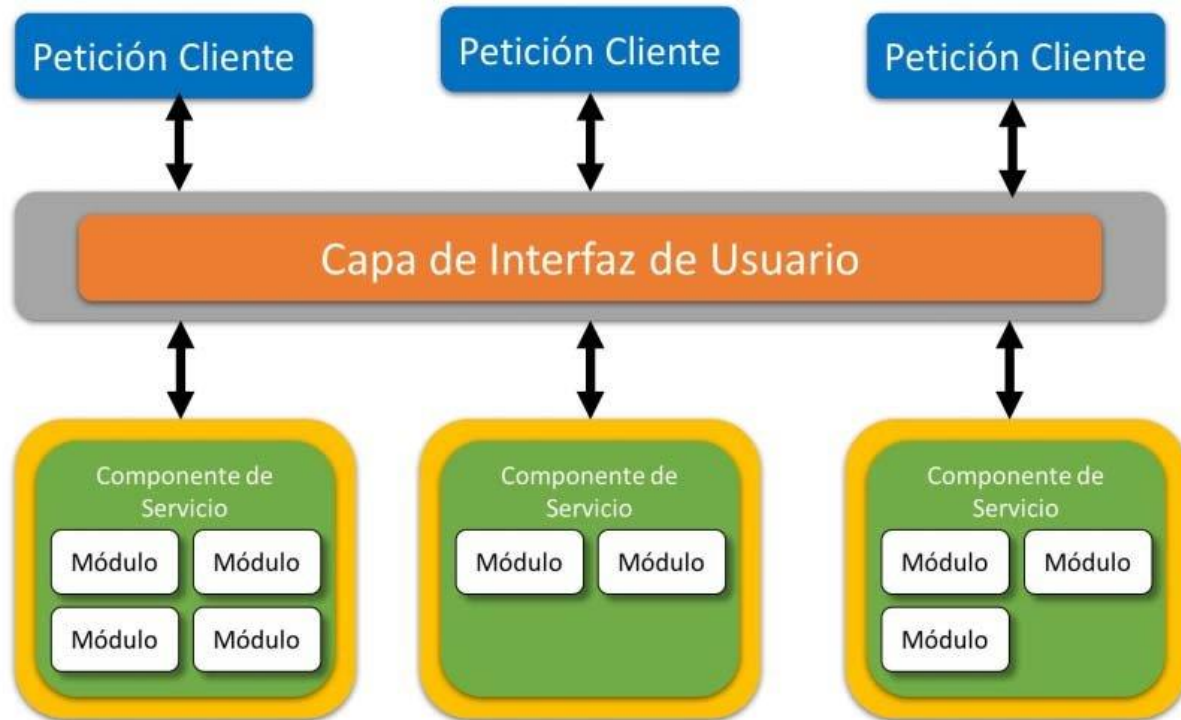 Petición Cliente
Petición Cliente
Petición Cliente
Capa de Interfaz de Usuario
Componente de
Servicio
Módulo
Módulo
Módulo
Módulo
Componente de
Servicio
Módulo
Módulo
Componente de
Servicio
Módulo
Módulo
Módulo